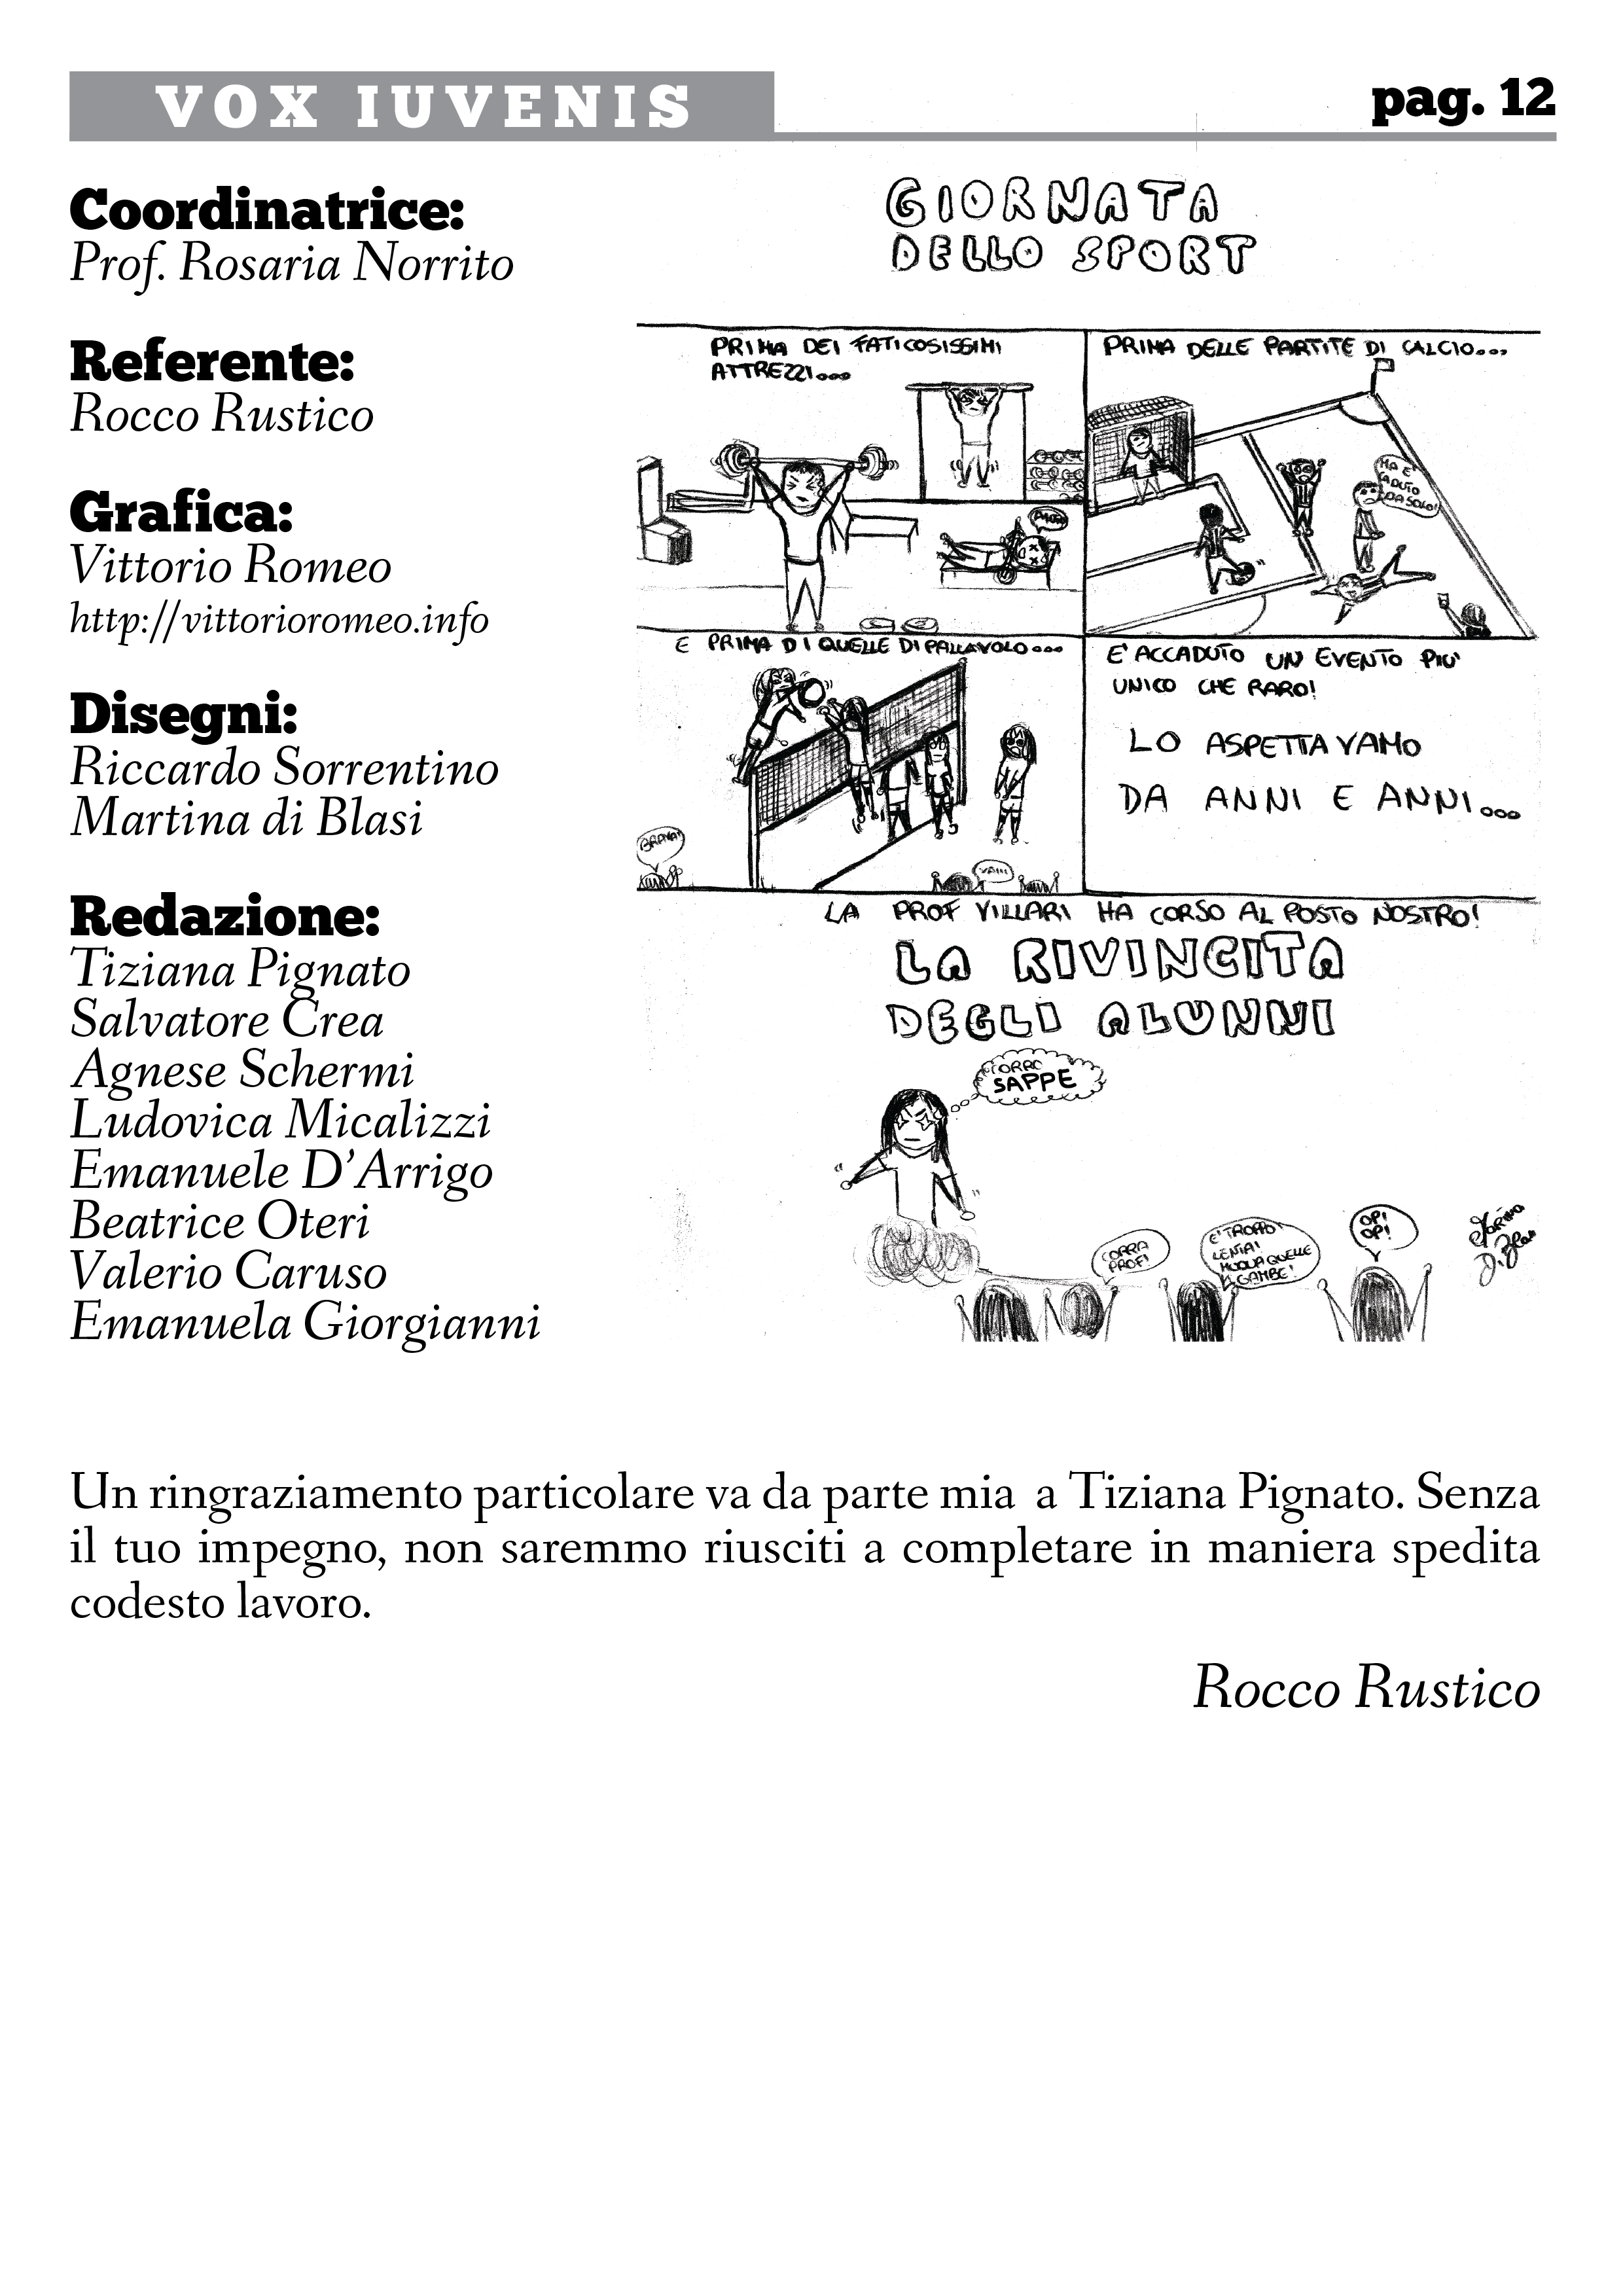 VOX IUVENIS
pag. 12
Coordinatrice:
Prof. Rosaria Norrito
Referente:
Rocco Rustico
Grafica:
Vittorio Romeo
http://vittorioromeo.info
Disegni:
Riccardo Sorrentino
Martina di Blasi
Redazione:
Tiziana Pignato
Salvatore Crea
Agnese Schermi
Ludovica Micalizzi
Emanuele D'Arrigo
Beatrice Oteri
Valerio Caruso
Emanuela Giorgianni
GIORNATA
DELLO SPORT
PRIMA DEI FATICOSISSIMI
ATTREZZI...
PRIMA DELLE PARTITE DI CALCIO...
MA È
DA SOLO!
E PRIMA DI QUELLE DI PALLAVOLO...
BRAVA!
VAI!!
E' ACCADUTO UN EVENTO PIU'
UNICO CHE RARO!
LO ASPETTAVAMO
DA ANNI E ANNI...
LA PROF VILLARI HA CORSO AL POSTO NOSTRO!
LA RIVINCITA
DEGLI ALUNNI
SAPPE
CORRA
PROF!
E' TROPPO
LENTA!
MUOVA QUELLE
GAMBE!
OP!
OP!
Un ringraziamento particolare va da parte mia a Tiziana Pignato. Senza
il tuo impegno, non saremmo riusciti a completare in maniera spedita
codesto lavoro.
Rocco Rustico